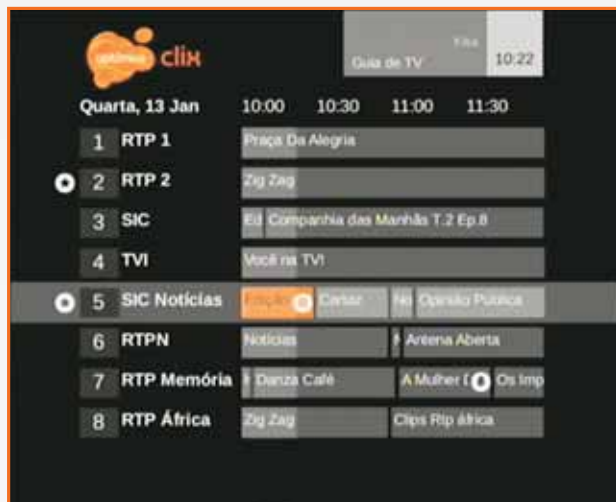 optimus clix
Guia de TV
10:22
Quarta, 13 Jan 10:00 10:30 11:00 11:30
1 RTP 1 Praça Da Alegria
2 RTP 2 Zig Zag
3 SIC Ed Companhia das Manhãs T.2 Ep.8
4 TVI Você na TV!
5 SIC Notícias Edição Cartaz No Opinião Pública
6 RTPN Notícias Antena Aberta
7 RTP Memória Danza Café A Mulher D Os Imp
8 RTP África Zig Zag Clips Rtp áfrica